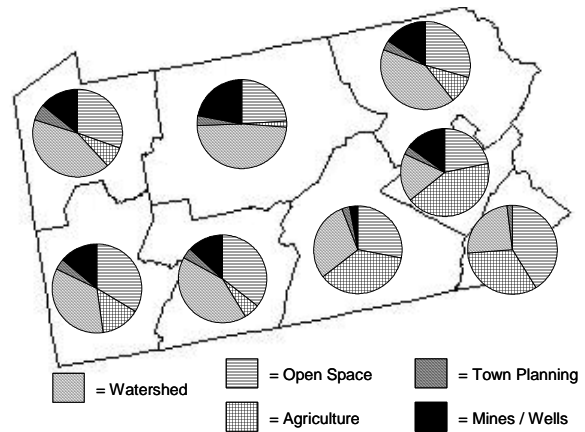 = Watershed
= Open Space
= Agriculture
= Town Planning
= Mines / Wells